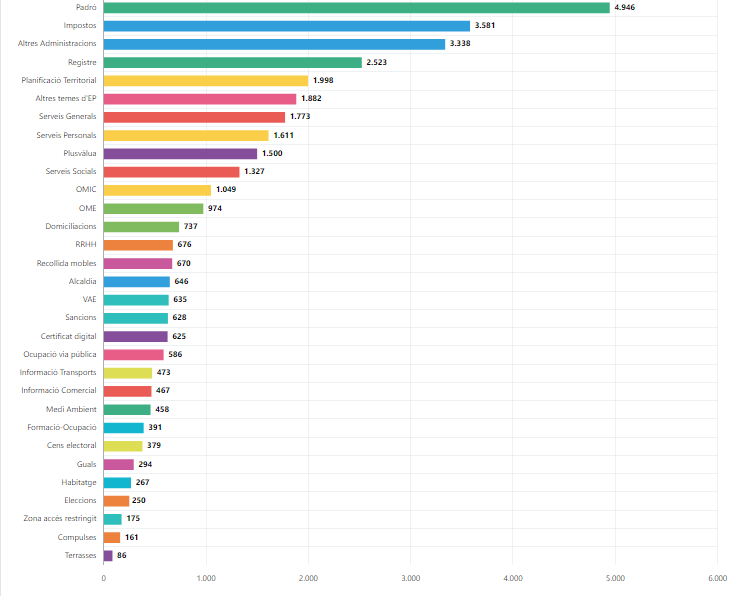 Padró 4.946
Impostos 3.581
Altres Administracions 3.338
Registre 2.523
Planificació Territorial 1.998
Altres temes d'EP 1.882
Serveis Generals 1.773
Serveis Personals 1.611
Plusvàlua 1.500
Serveis Socials 1.327
OMIC 1.049
OME 974
Domiciliacions 737
RRHH 676
Recollida mobles 670
Alcaldia 646
VAE 635
Sancions 628
Certificat digital 625
Ocupació via pública 586
Informació Transports 473
Informació Comercial 467
Medi Ambient 458
Formació-Ocupació 391
Cens electoral 379
Guals 294
Habitatge 267
Eleccions 250
Zona accés restringit 175
Compulses 161
Terrasses 86
0 1.000 2.000 3.000 4.000 5.000 6.000